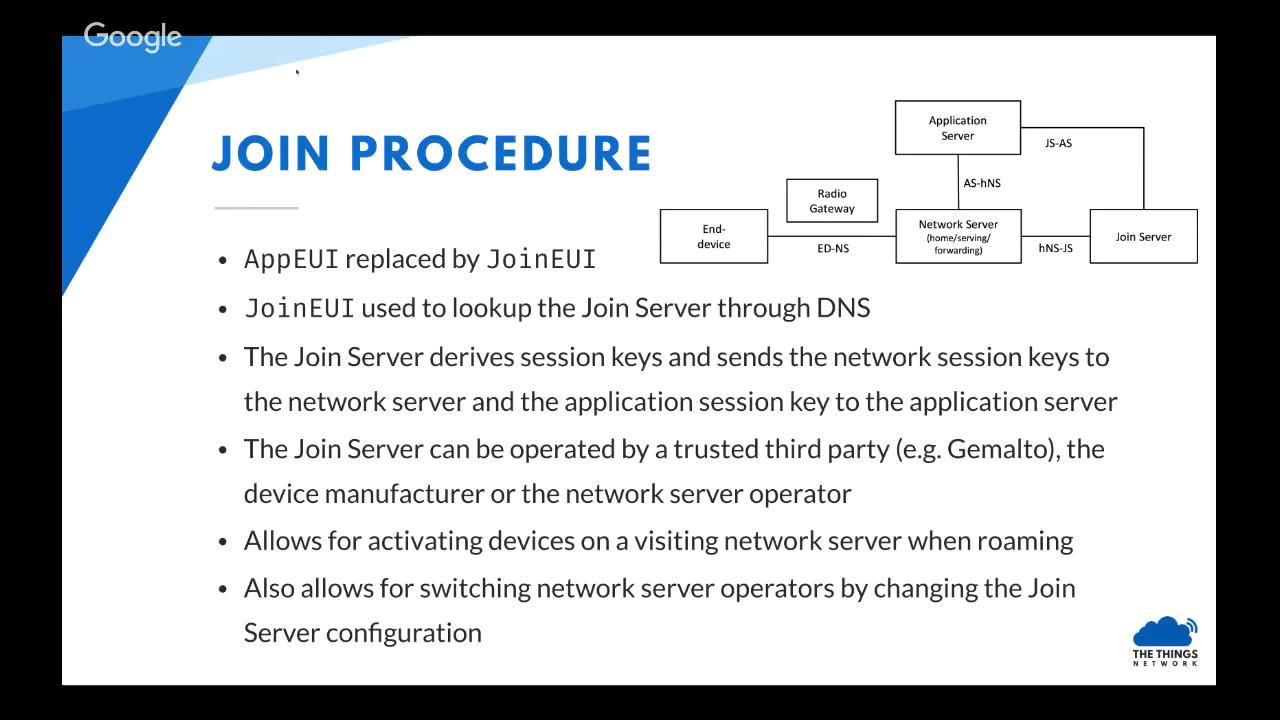 Google
JOIN PROCEDURE
Application
Server
JS-AS
AS-hNS
Radio
Gateway
End-
device
ED-NS
Network Server
(home/serving/
forwarding)
hNS-JS
Join Server
• AppEUI replaced by JoinEUI
• JoinEUI used to lookup the Join Server through DNS
• The Join Server derives session keys and sends the network session keys to
the network server and the application session key to the application server
• The Join Server can be operated by a trusted third party (e.g. Gemalto), the
device manufacturer or the network server operator
• Allows for activating devices on a visiting network server when roaming
• Also allows for switching network server operators by changing the Join
Server configuration
THE THINGS
NETWORK